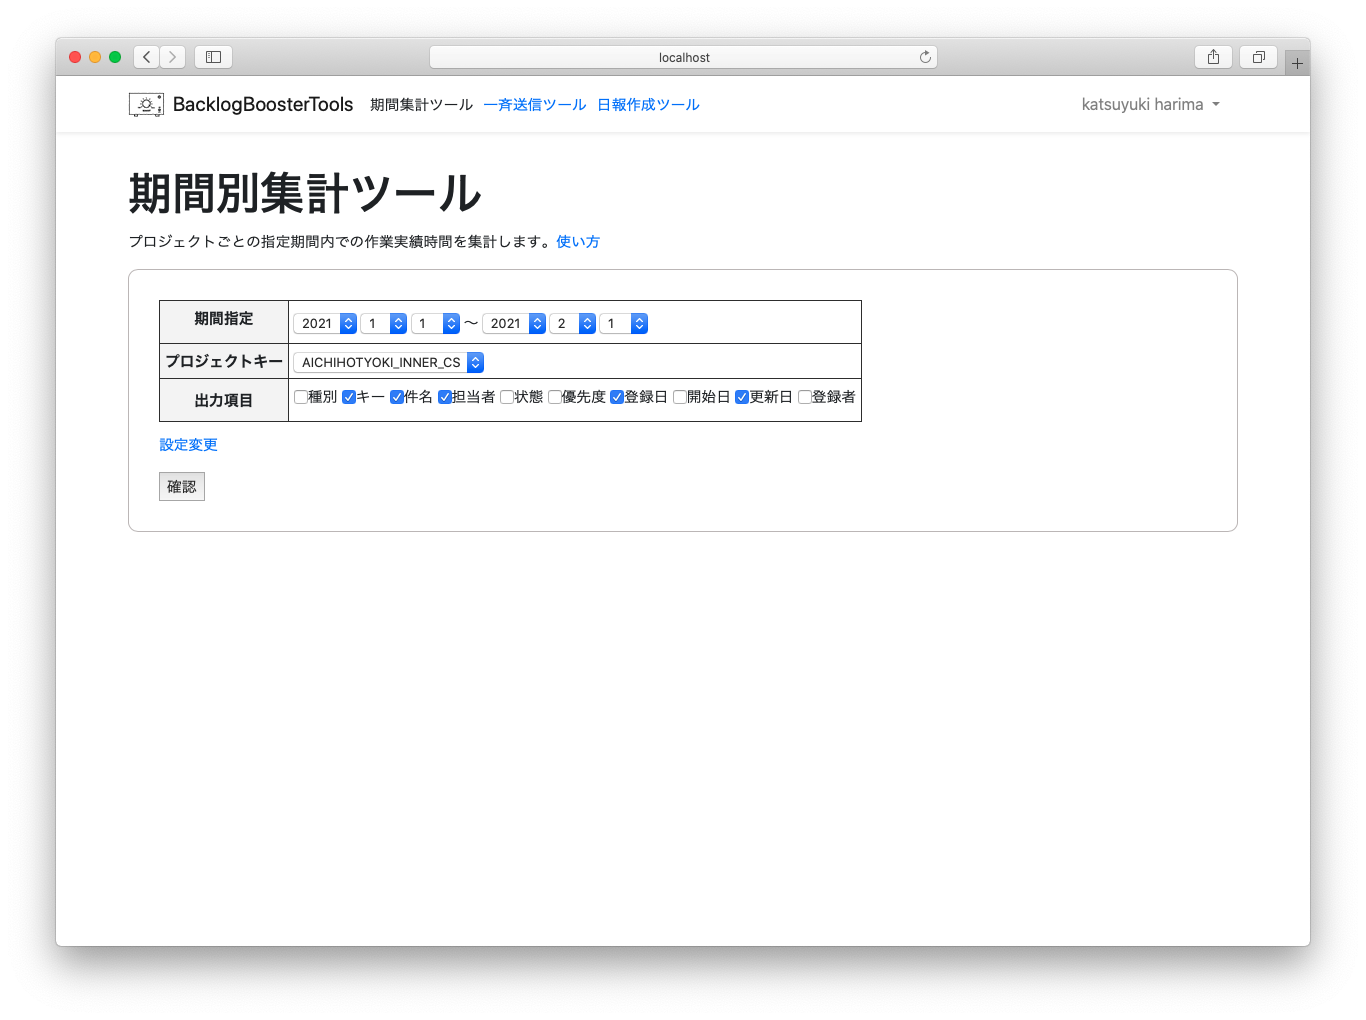 localhost
BacklogBoosterTools 期間集計ツール 一斉送信ツール 日報作成ツール katsuyuki harima
期間別集計ツール
プロジェクトごとの指定期間内での作業実績時間を集計します。使い方
期間指定 2021 1 1 〜 2021 2 1
プロジェクトキー AICHIHOTYOKI_INNER_CS
出力項目 種別 キー 件名 担当者 状態 優先度 登録日 開始日 更新日 登録者
設定変更
確認